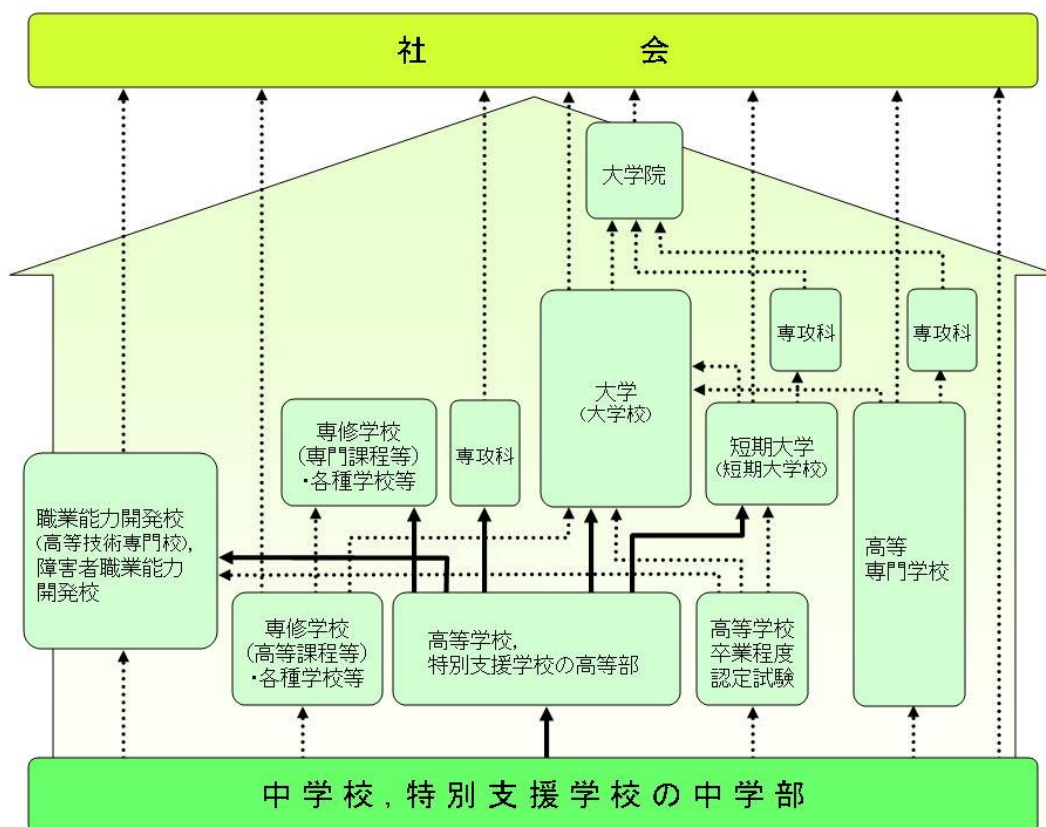 社会
大学院
専攻科
専攻科
大学
(大学校)
専修学校
(専門課程等)
・各種学校等
専攻科
短期大学
(短期大学校)
職業能力開発校
(高等技術専門校),
障害者職業能力
開発校
高等
専門学校
専修学校
(高等課程等)
・各種学校等
高等学校,
特別支援学校の高等部
高等学校
卒業程度
認定試験
中学校,特別支援学校の中学部